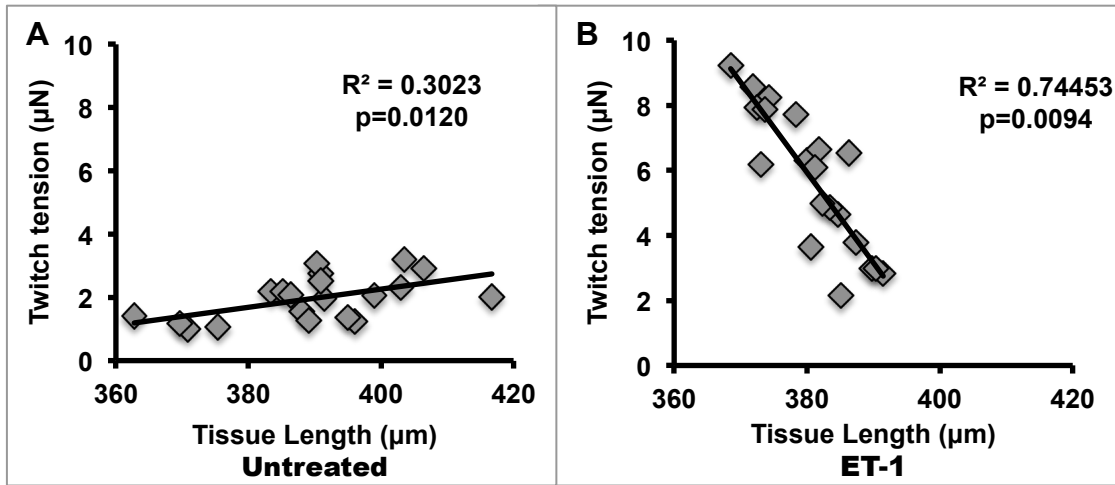 A
10
8
6
4
2
0
Twitch tension (µN)
R² = 0.3023
p=0.0120
360 380 400 420
Tissue Length (µm)
Untreated
B
10
8
6
4
2
0
Twitch tension (µN)
R² = 0.74453
p=0.0094
360 380 400 420
Tissue Length (µm)
ET-1